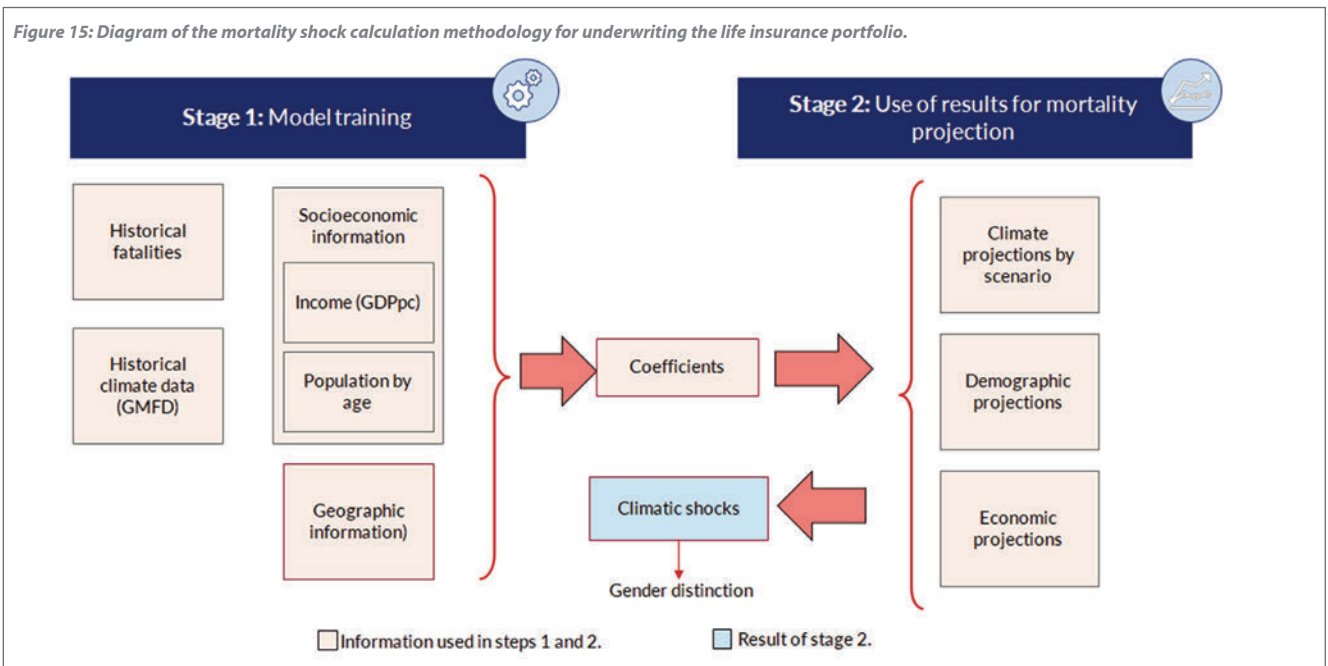 Figure 15: Diagram of the mortality shock calculation methodology for underwriting the life insurance portfolio.
Stage 1: Model training
Stage 2: Use of results for mortality
projection
Historical
fatalities
Historical
climate data
(GMFD)
Socioeconomic
information
Income (GDPpc)
Population by
age
Geographic
information)
Coefficients
Climatic shocks
Gender distinction
Climate
projections by
scenario
Demographic
projections
Economic
projections
Information used in steps 1 and 2.
Result of stage 2.